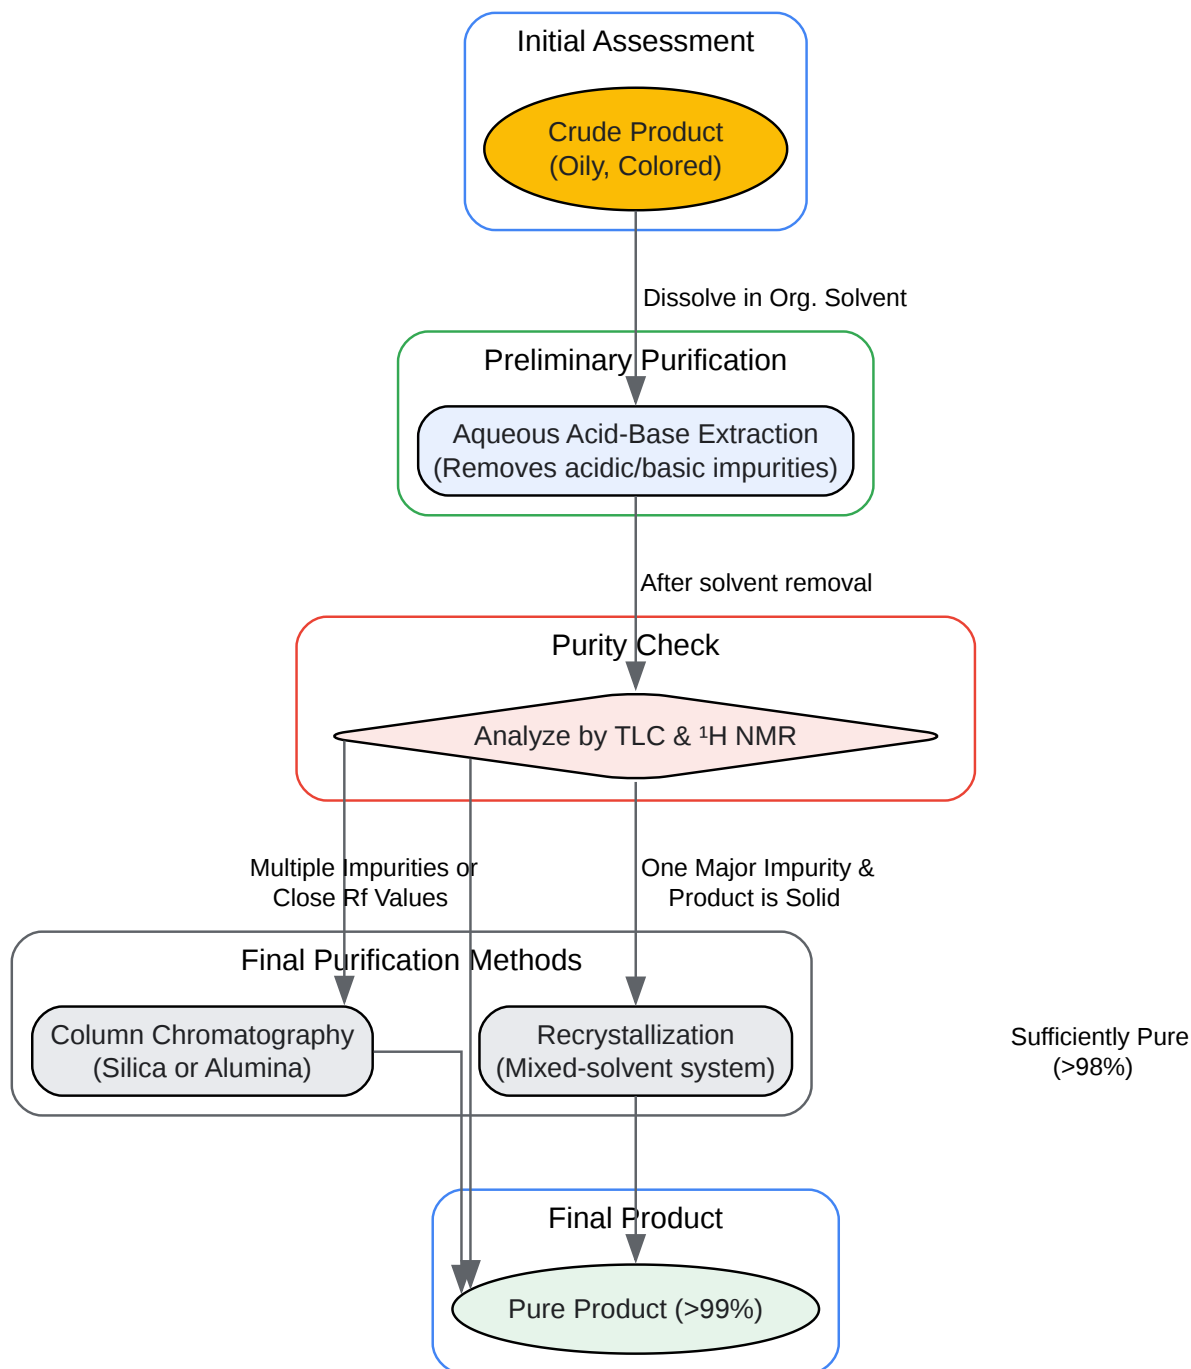 Initial Assessment
Crude Product
(Oily, Colored)
Dissolve in Org. Solvent
Preliminary Purification
Aqueous Acid-Base Extraction
(Removes acidic/basic impurities)
After solvent removal
Purity Check
Analyze by TLC & ¹H NMR
Multiple Impurities or
Close Rf Values
One Major Impurity &
Product is Solid
Final Purification Methods
Column Chromatography
(Silica or Alumina)
Recrystallization
(Mixed-solvent system)
Sufficiently Pure
(>98%)
Final Product
Pure Product (>99%)